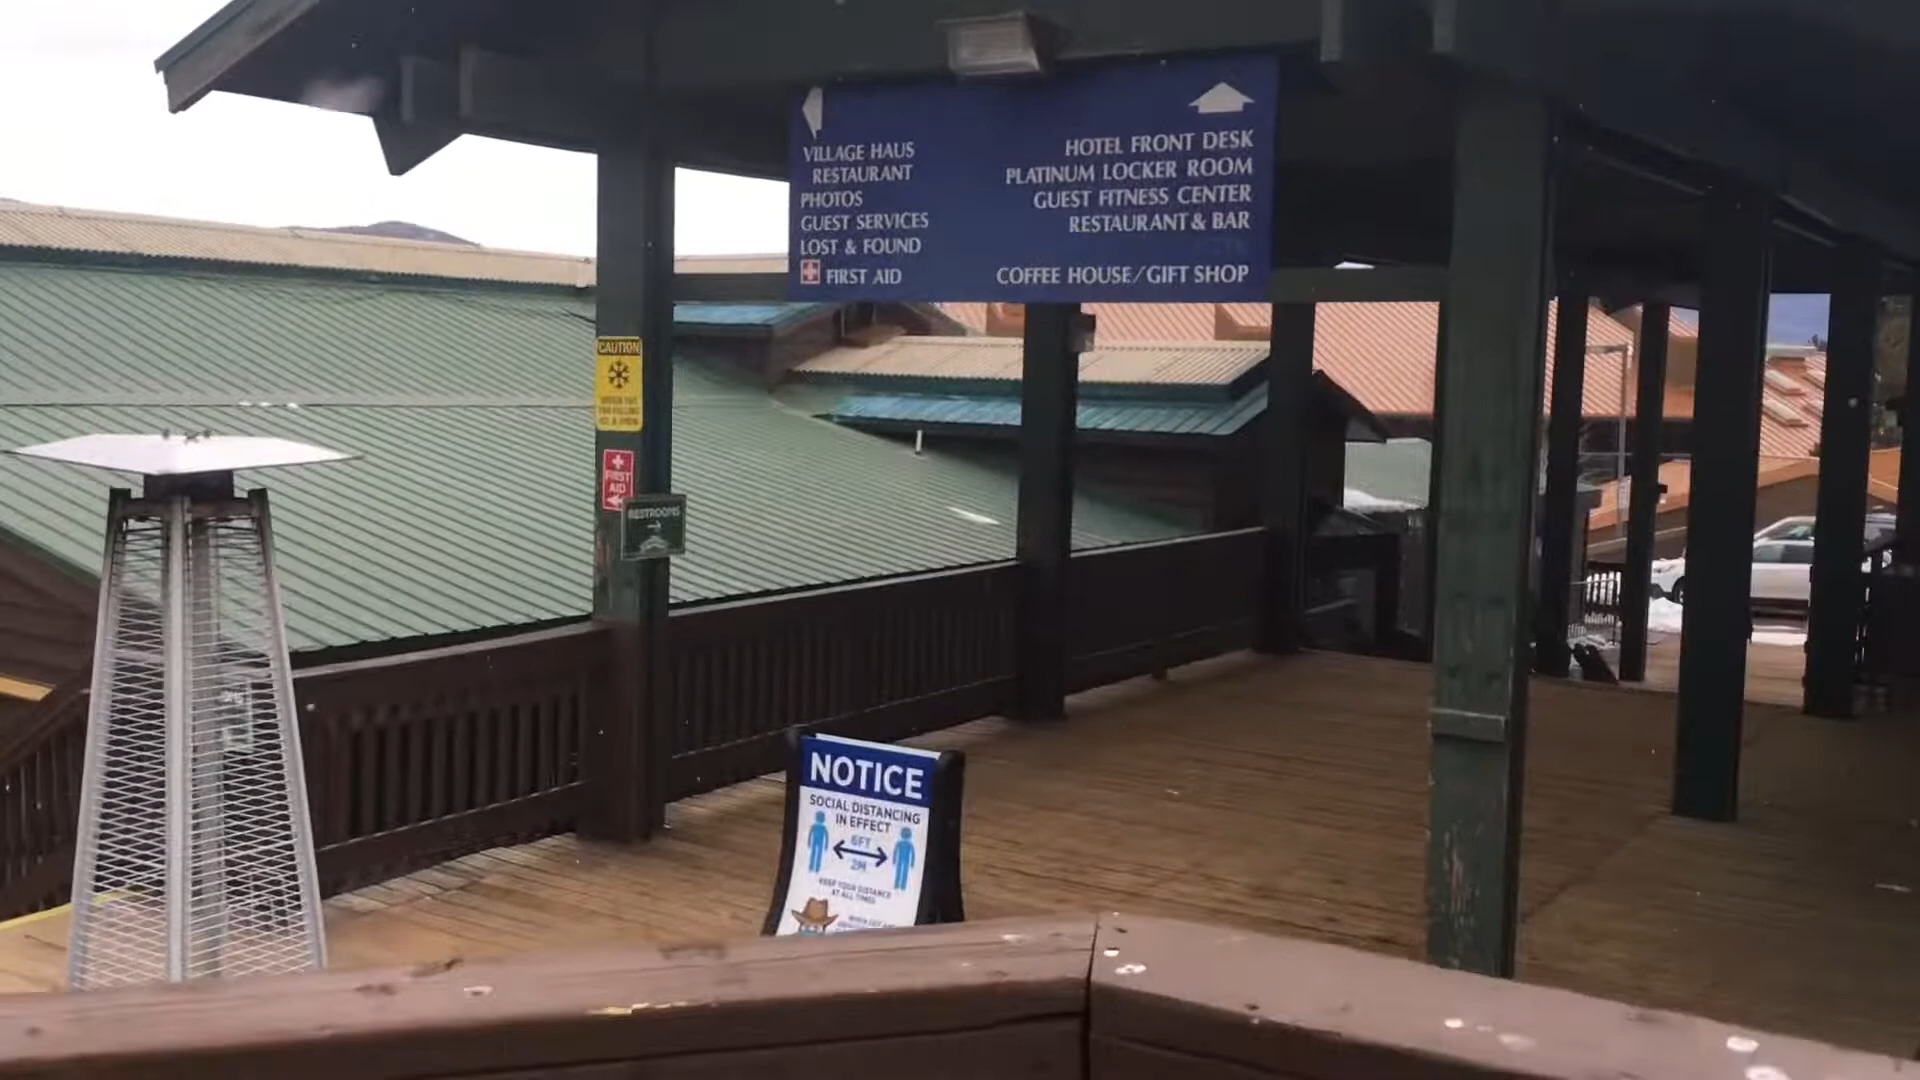 VILLAGE HAUS
RESTAURANT
PHOTOS
GUEST SERVICES
LOST & FOUND
FIRST AID
HOTEL FRONT DESK
PLATINUM LOCKER ROOM
GUEST FITNESS CENTER
RESTAURANT & BAR
COFFEE HOUSE/GIFT SHOP
CAUTION
FIRST
AID
RESTROOMS
NOTICE
SOCIAL DISTANCING
IN EFFECT
6FT
2M
KEEP YOUR DISTANCE
AT ALL TIMES